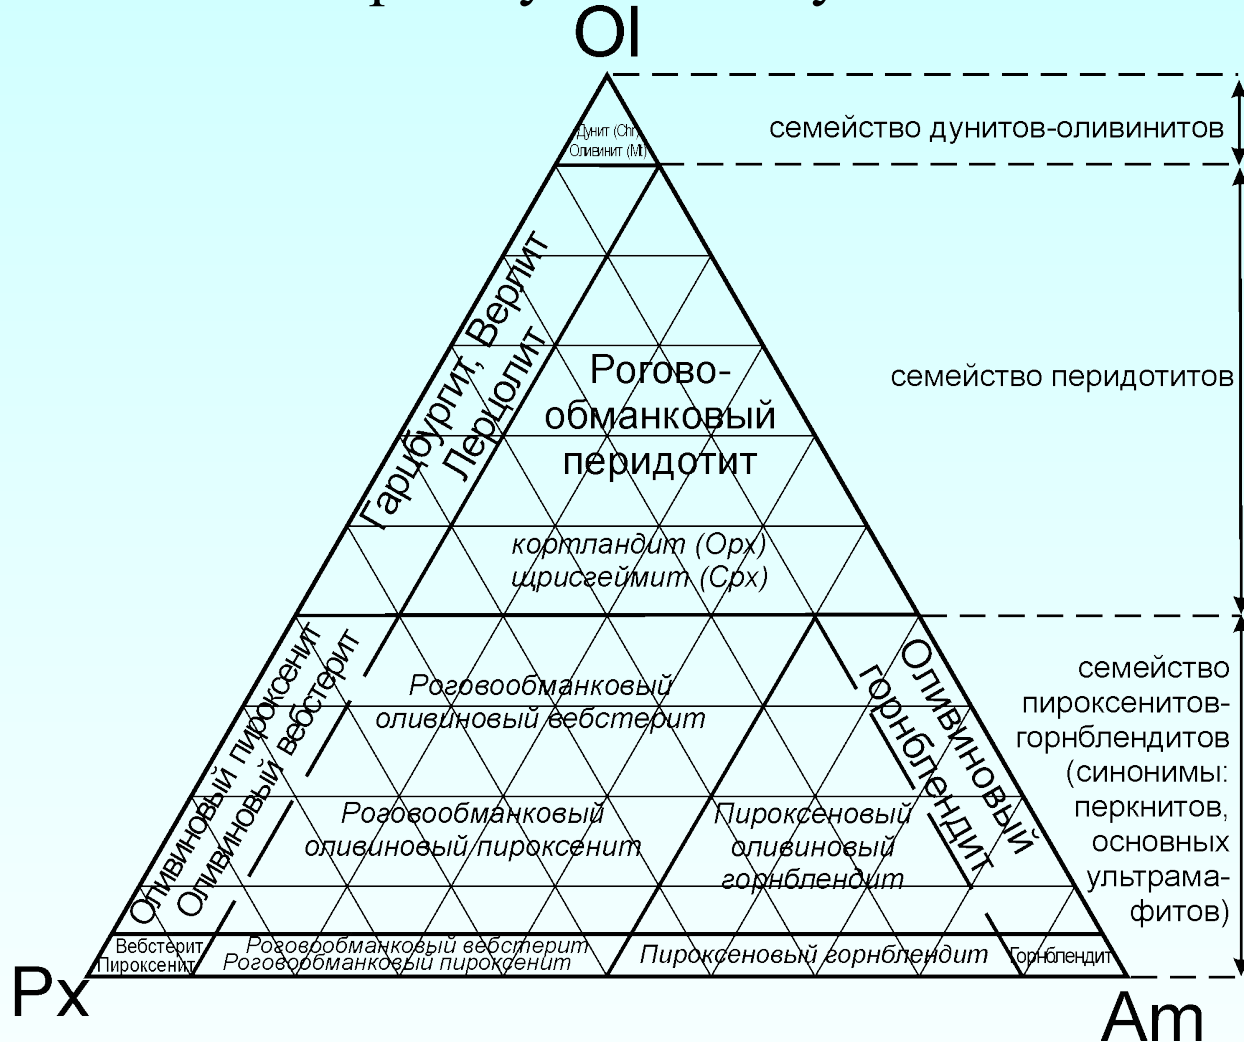 Ol
Дунит (Chr)
Оливинит (Mt)
семейство дунитов-оливинитов
Гарцбургит, Верлит
Лерцолит
Рогово-
обманковый
перидотит
семейство перидотитов
кортландит (Opx)
щрисгеймит (Cpx)
Оливиновый пироксенит
Оливиновый вебстерит
Роговообманковый
оливиновый вебстерит
Роговообманковый
оливиновый пироксенит
Пироксеновый
оливиновый
горнблендит
Оливиновый
горнблендит
семейство
пироксенитов-
горнблендитов
(синонимы:
перкнитов,
основных
ультрама-
фитов)
Вебстерит
Пироксенит
Роговообманковый вебстерит
Роговообманковый пироксенит
Пироксеновый горнблендит
Горнблендит
Px
Am